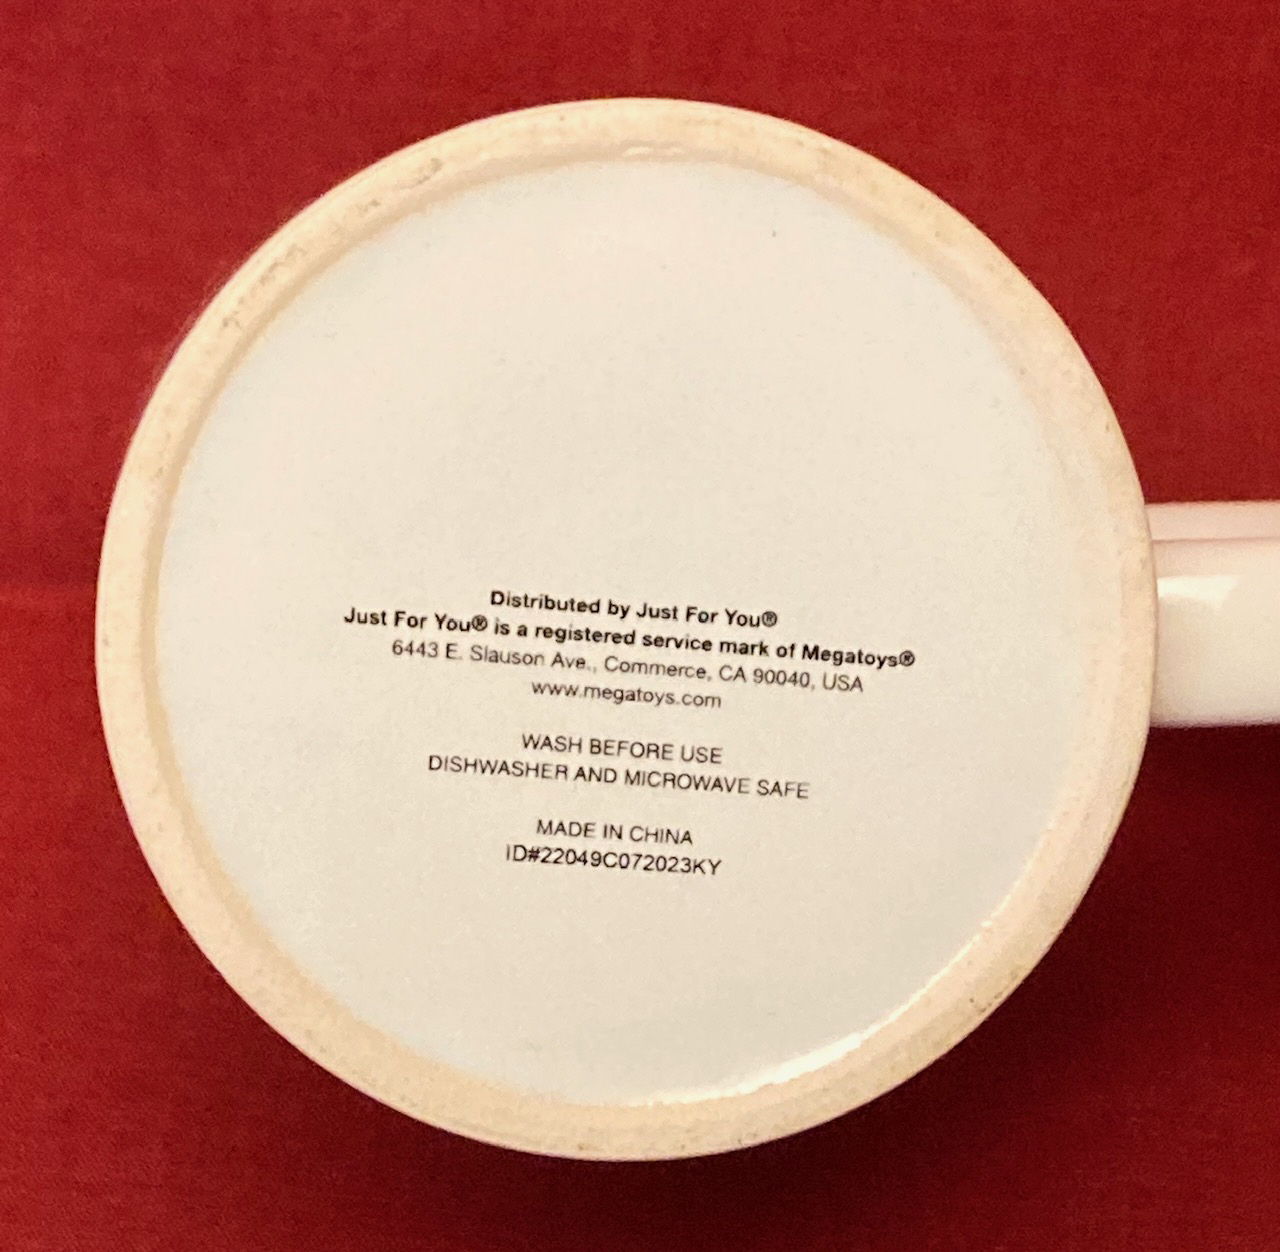 Distributed by Just For You®
Just For You® is a registered service mark of Megatoys®
6443 E. Slauson Ave., Commerce, CA 90040, USA
www.megatoys.com
WASH BEFORE USE
DISHWASHER AND MICROWAVE SAFE
MADE IN CHINA
ID#22049C072023KY